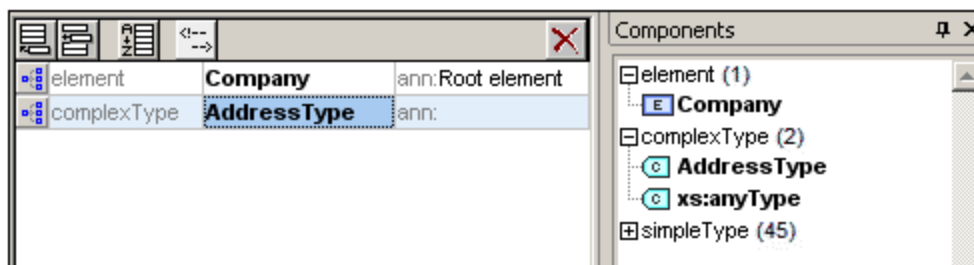 Components
element Company ann:Root element
complexType AddressType ann:
element (1)
E Company
complexType (2)
C AddressType
C xs:anyType
simpleType (45)